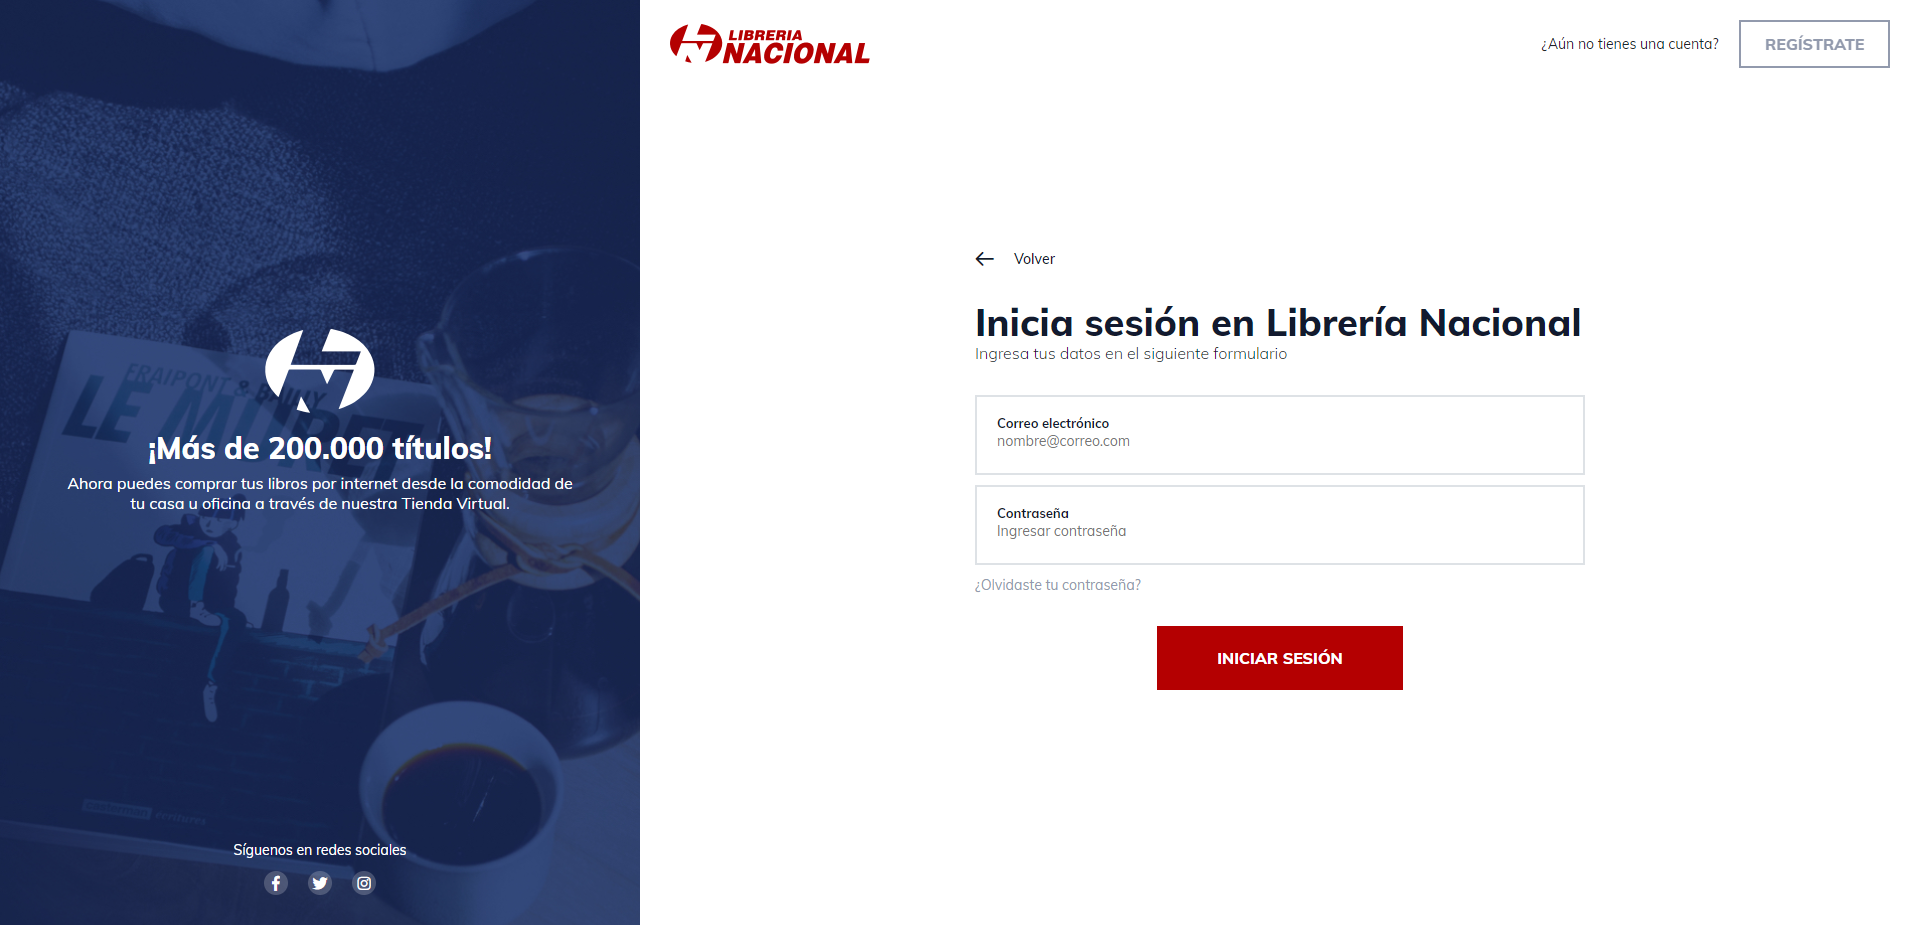 LIBRERIA
NACIONAL
¿Aún no tienes una cuenta?
REGÍSTRATE
Volver
Inicia sesión en Librería Nacional
Ingresa tus datos en el siguiente formulario
Correo electrónico
nombre@correo.com
Contraseña
Ingresar contraseña
¿Olvidaste tu contraseña?
INICIAR SESIÓN
FRAIPONT & BAILLY
¡Más de 200.000 títulos!
Ahora puedes comprar tus libros por internet desde la comodidad de
tu casa u oficina a través de nuestra Tienda Virtual.
casterman
Síguenos en redes sociales